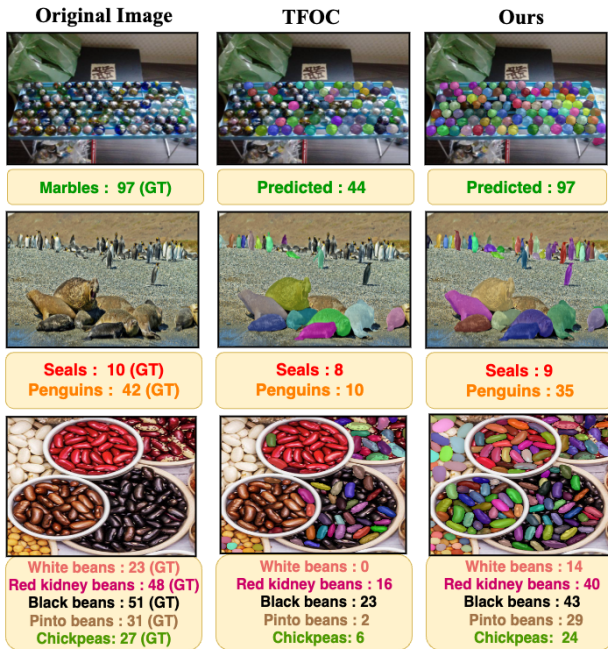 Original Image
TFOC
Ours
Marbles : 97 (GT)
Predicted : 44
Predicted : 97
Seals : 10 (GT)
Penguins : 42 (GT)
Seals : 8
Penguins : 10
Seals : 9
Penguins : 35
White beans : 23 (GT)
Red kidney beans : 48 (GT)
Black beans : 51 (GT)
Pinto beans : 31 (GT)
Chickpeas : 27 (GT)
White beans : 0
Red kidney beans : 16
Black beans : 23
Pinto beans : 2
Chickpeas: 6
White beans : 14
Red kidney beans : 40
Black beans : 43
Pinto beans : 29
Chickpeas: 24